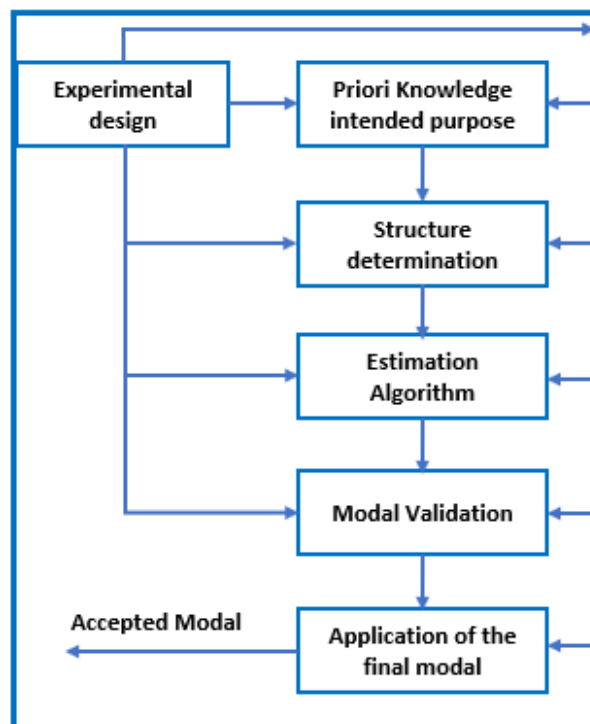 Experimental
design
Priori Knowledge
intended purpose
Structure
determination
Estimation
Algorithm
Modal Validation
Accepted Modal
Application of the
final modal